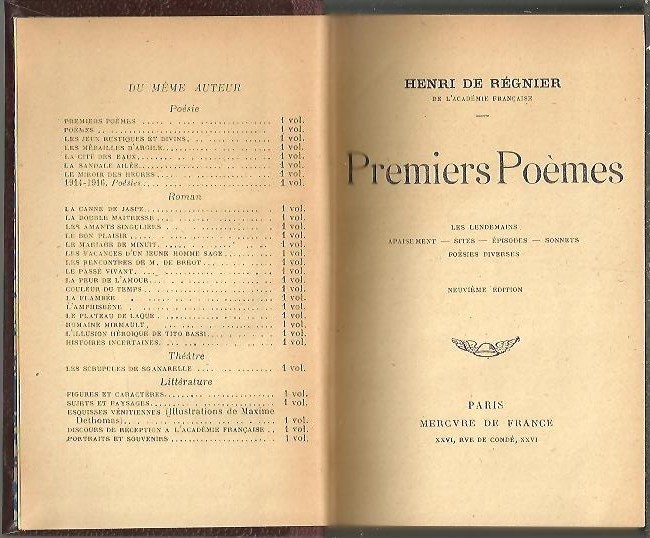 DU MÊME AUTEUR
Poésie
PREMIERS POÈMES . . . . . . . . . . . . . . . . . 1 vol.
POÈMES . . . . . . . . . . . . . . . . . . . . . . . . . . 1 vol.
LES JEUX RUSTIQUES ET DIVINS. . . . . . . . . . 1 vol.
LES MÉDAILLES D'ARGILE. . . . . . . . . . . . . . 1 vol.
LA CITÉ DES EAUX. . . . . . . . . . . . . . . . . . 1 vol.
LA SANDALE AILÉE. . . . . . . . . . . . . . . . . . 1 vol.
LE MIROIR DES HEURES. . . . . . . . . . . . . . . 1 vol.
1914-1916, Poésies. . . . . . . . . . . . . . . . . . 1 vol.
Roman
LA CANNE DE JASPE. . . . . . . . . . . . . . . . . 1 vol.
LA DOUBLE MAITRESSE. . . . . . . . . . . . . . . 1 vol.
LES AMANTS SINGULIERS . . . . . . . . . . . . . 1 vol.
LE BON PLAISIR. . . . . . . . . . . . . . . . . . . . 1 vol.
LE MARIAGE DE MINUIT. . . . . . . . . . . . . . 1 vol.
LES VACANCES D'UN JEUNE HOMME SAGE. . . . . . 1 vol.
LES RENCONTRES DE M. DE BRÉOT. . . . . . . . 1 vol.
LE PASSÉ VIVANT. . . . . . . . . . . . . . . . . . 1 vol.
LA PEUR DE L'AMOUR. . . . . . . . . . . . . . . . 1 vol.
COULEUR DU TEMPS. . . . . . . . . . . . . . . . . 1 vol.
LA FLAMBÉE . . . . . . . . . . . . . . . . . . . . . 1 vol.
L'AMPHISBÈNE. . . . . . . . . . . . . . . . . . . . 1 vol.
LE PLATEAU DE LAQUE. . . . . . . . . . . . . . . 1 vol.
ROMAINE MIRMAULT, . . . . . . . . . . . . . . . 1 vol.
L'ILLUSION HÉROÏQUE DE TITO BASSI. . . . . . . 1 vol.
HISTOIRES INCERTAINES. . . . . . . . . . . . . . 1 vol.
Théâtre
LES SCRUPULES DE SGANARELLE . . . . . . . . . . 1 vol.
Littérature
FIGURES ET CARACTÈRES. . . . . . . . . . . . . . 1 vol.
SUJETS ET PAYSAGES. . . . . . . . . . . . . . . . 1 vol.
ESQUISSES VÉNITIENNES (Illustrations de Maxime
Dethomas). . . . . . . . . . . . . . . . . . . . . . 1 vol.
DISCOURS DE RÉCEPTION A L'ACADÉMIE FRANÇAISE . . 1 vol.
PORTRAITS ET SOUVENIRS . . . . . . . . . . . . . 1 vol.
HENRI DE RÉGNIER
DE L'ACADÉMIE FRANÇAISE
Premiers Poèmes
LES LENDEMAINS
APAISEMENT — SITES — ÉPISODES — SONNETS
POÉSIES DIVERSES
NEUVIÈME ÉDITION
PARIS
MERCVRE DE FRANCE
XXVI, RVE DE CONDÉ, XXVI